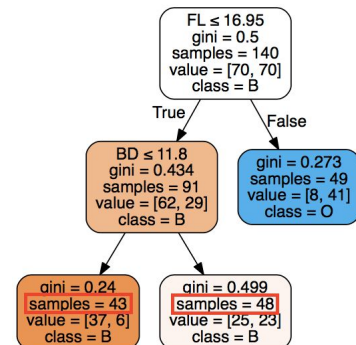 FL ≤ 16.95
gini = 0.5
samples = 140
value = [70, 70]
class = B
True
False
BD ≤ 11.8
gini = 0.434
samples = 91
value = [62, 29]
class = B
gini = 0.273
samples = 49
value = [8, 41]
class = O
gini = 0.24
samples = 43
value = [37, 6]
class = B
gini = 0.499
samples = 48
value = [25, 23]
class = B